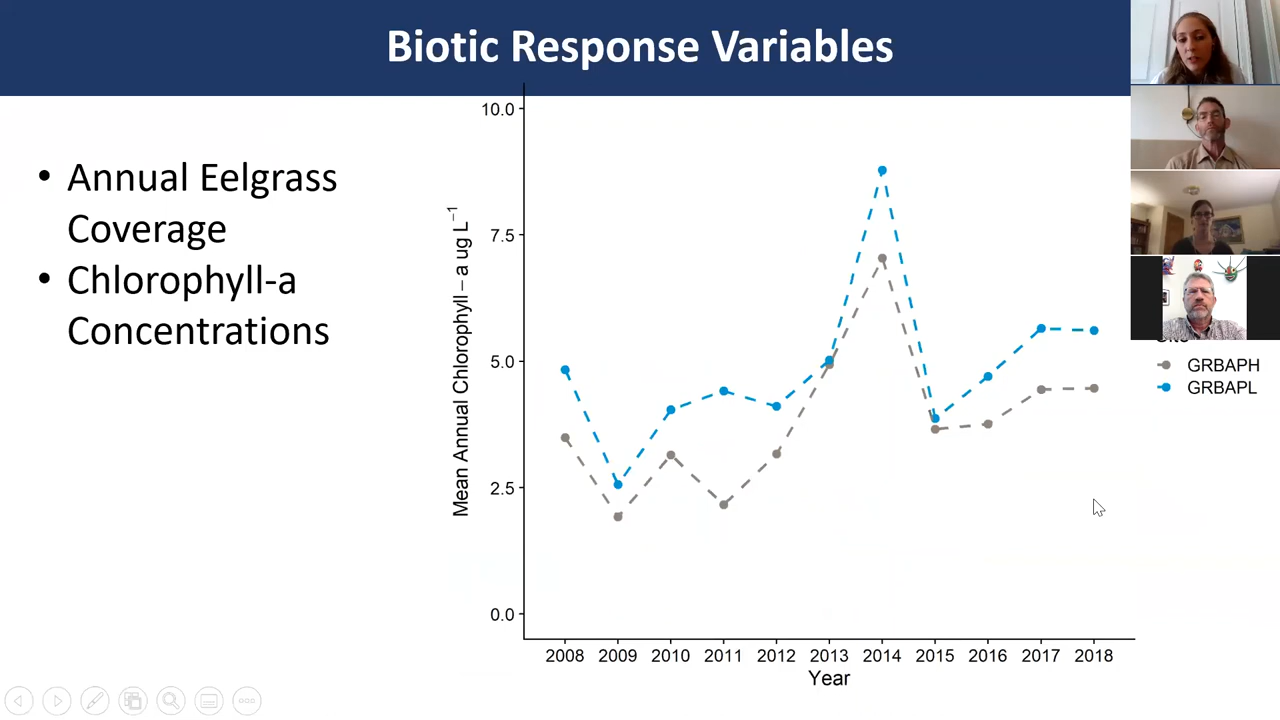 Biotic Response Variables
• Annual Eelgrass
Coverage
• Chlorophyll-a
Concentrations
Mean Annual Chlorophyll – a ug L⁻¹
10.0
7.5
5.0
2.5
0.0
2008 2009 2010 2011 2012 2013 2014 2015 2016 2017 2018
Year
GRBAPH
GRBAPL